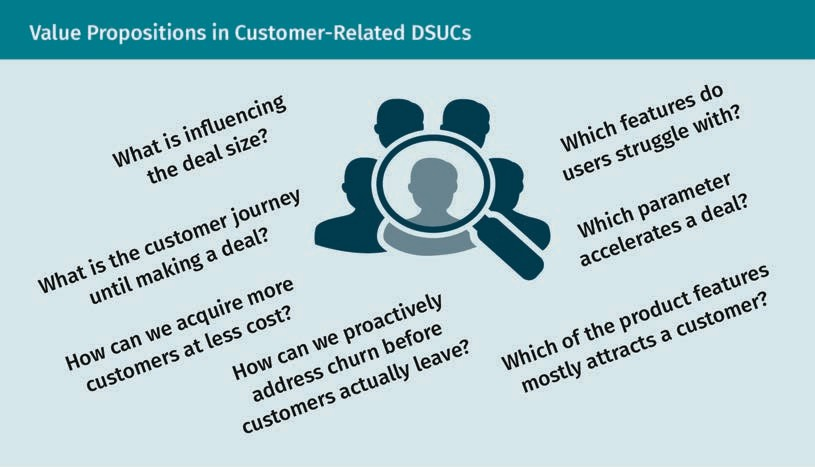 Value Propositions in Customer-Related DSUCs
What is influencing
the deal size?
What is the customer journey
until making a deal?
How can we acquire more
customers at less cost?
How can we proactively
address churn before
customers actually leave?
Which features do
users struggle with?
Which parameter
accelerates a deal?
Which of the product features
mostly attracts a customer?